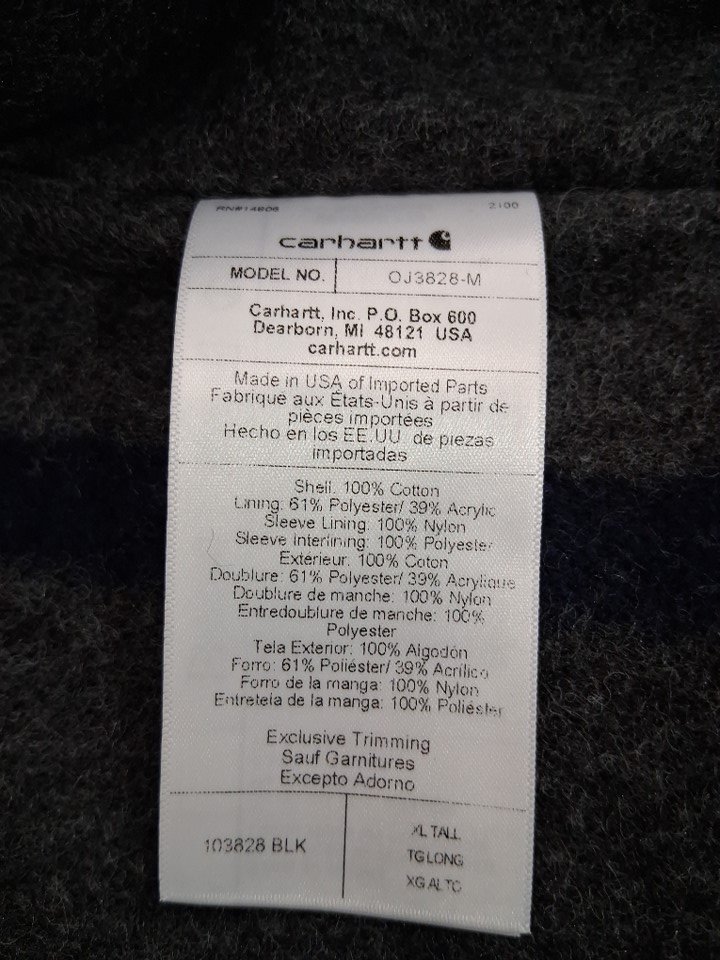 RN#14806 2100
carhartt
MODEL NO. OJ3828-M
Carhartt, Inc. P.O. Box 600
Dearborn, MI 48121 USA
carhartt.com
Made in USA of Imported Parts
Fabriqué aux États-Unis à partir de
pièces importées
Hecho en los EE.UU. de piezas
importadas
Shell: 100% Cotton
Lining: 61% Polyester/ 39% Acrylic
Sleeve Lining: 100% Nylon
Sleeve Interlining: 100% Polyester
Extérieur: 100% Coton
Doublure: 61% Polyester/ 39% Acrylique
Doublure de manche: 100% Nylon
Entredoublure de manche: 100%
Polyester
Tela Exterior: 100% Algodón
Forro: 61% Poliéster/ 39% Acrílico
Forro de la manga: 100% Nylon
Entretela de la manga: 100% Poliéster
Exclusive Trimming
Sauf Garnitures
Excepto Adorno
103828 BLK
XL TALL
TG LONG
XG ALTO